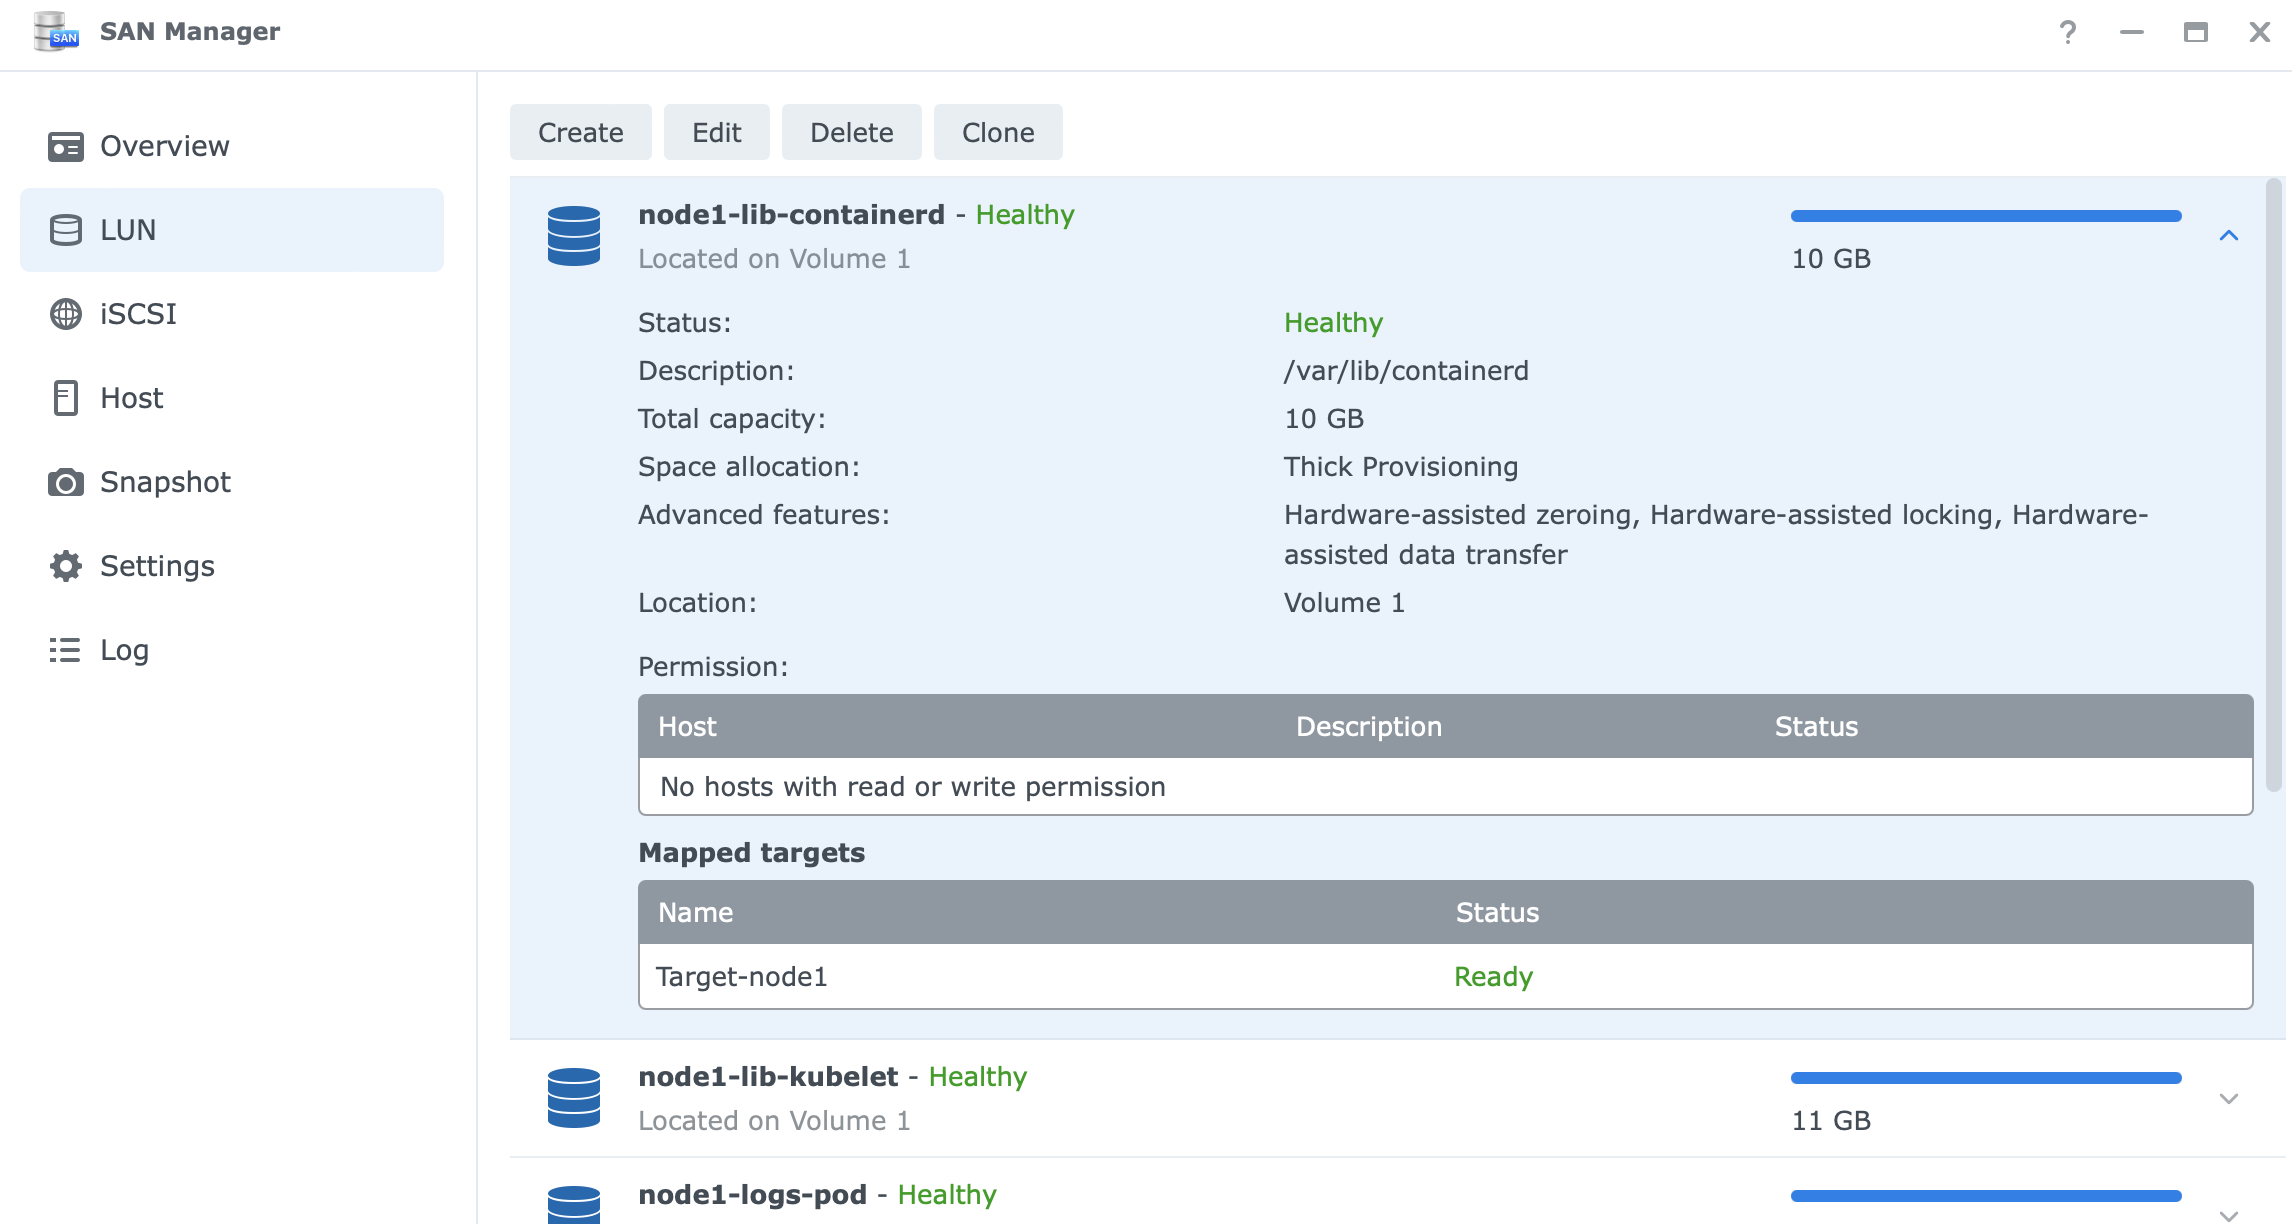 SAN
SAN Manager
?
Overview
LUN
iSCSI
Host
Snapshot
Settings
Log
Create
Edit
Delete
Clone
node1-lib-containerd - Healthy
Located on Volume 1
10 GB
Status:
Healthy
Description:
/var/lib/containerd
Total capacity:
10 GB
Space allocation:
Thick Provisioning
Advanced features:
Hardware-assisted zeroing, Hardware-assisted locking, Hardware-
assisted data transfer
Location:
Volume 1
Permission:
Host
Description
Status
No hosts with read or write permission
Mapped targets
Name
Status
Target-node1
Ready
node1-lib-kubelet - Healthy
Located on Volume 1
11 GB
node1-logs-pod - Healthy